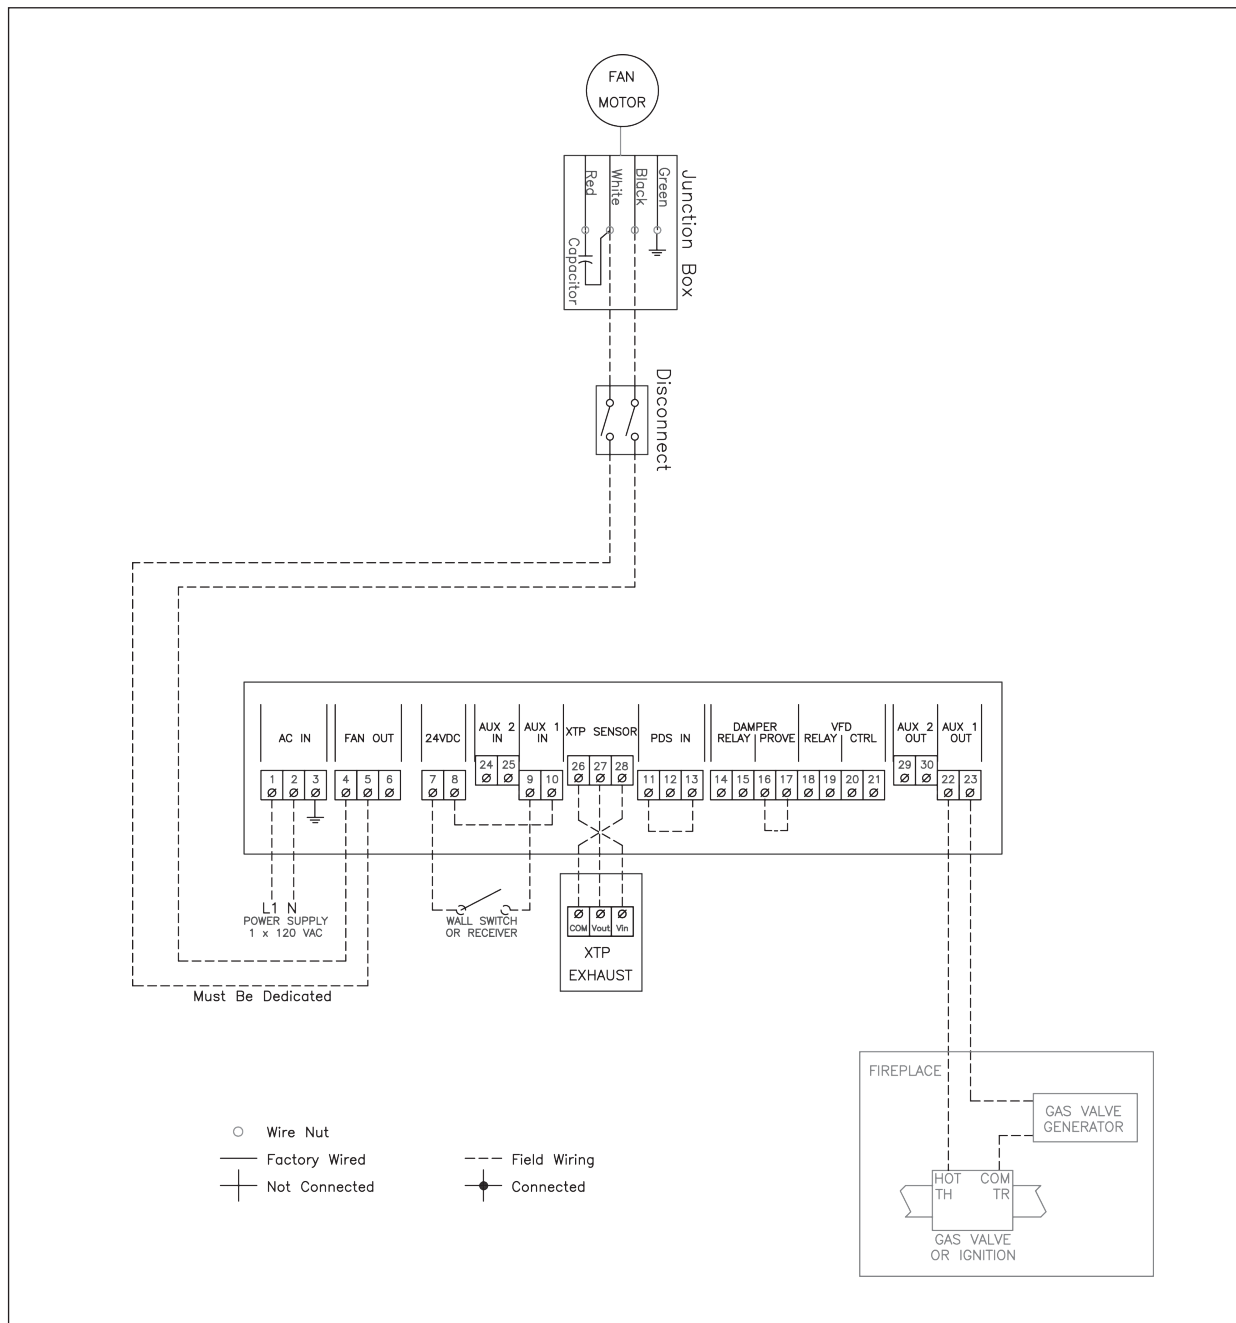 FAN
MOTOR
Red
White
Black
Green
Junction Box
Capacitor
Disconnect
AC IN
FAN OUT
24VDC
AUX 2
IN
AUX 1
IN
XTP SENSOR
PDS IN
DAMPER
RELAY PROVE
VFD
RELAY CTRL
AUX 2
OUT
AUX 1
OUT
1 2 3 4 5 6 7 8 24 25 9 10 26 27 28 11 12 13 14 15 16 17 18 19 20 21 29 30 22 23
L1 N
POWER SUPPLY
1 x 120 VAC
WALL SWITCH
OR RECEIVER
COM Vout Vin
XTP
EXHAUST
Must Be Dedicated
FIREPLACE
GAS VALVE
GENERATOR
HOT COM
TH TR
GAS VALVE
OR IGNITION
Wire Nut
Factory Wired
Field Wiring
Not Connected
Connected